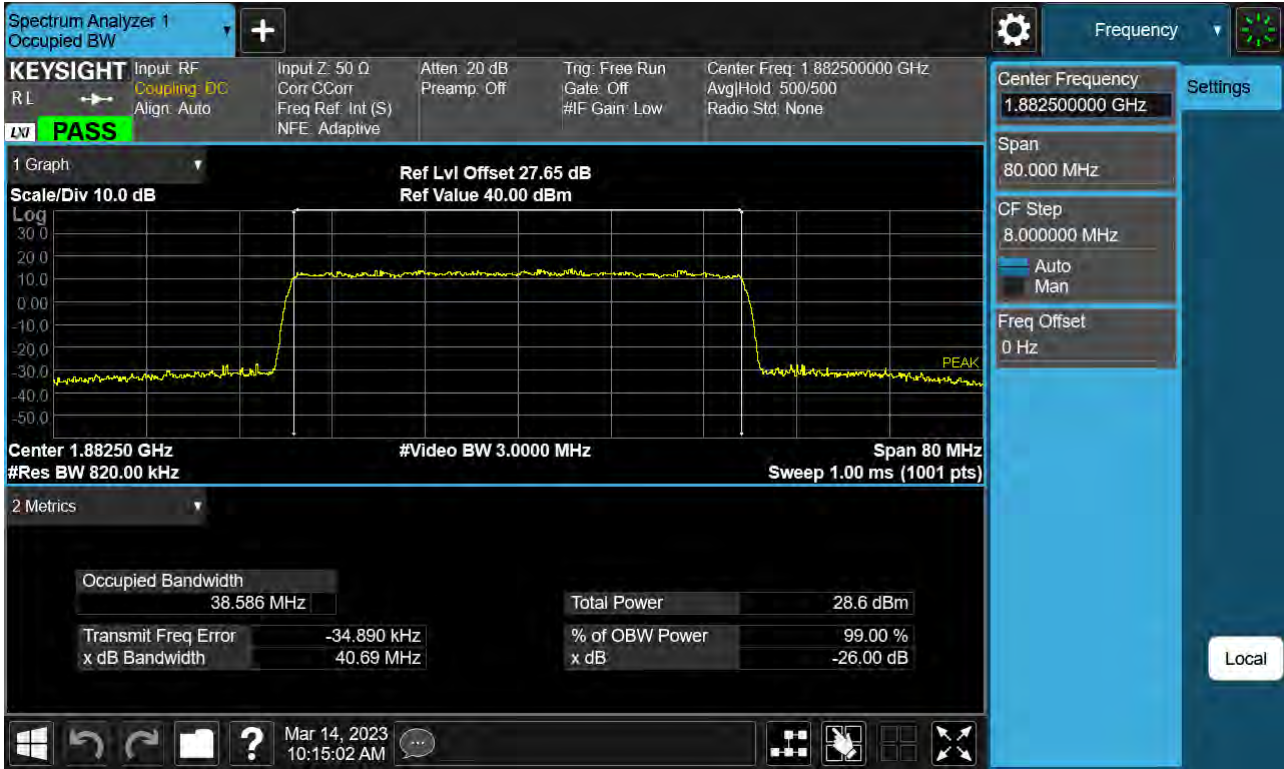 Spectrum Analyzer 1
Occupied BW
Frequency
KEYSIGHT
R L
LXI
PASS
Input: RF
Coupling: DC
Align: Auto
Input Z: 50 Ω
Corr CCorr
Freq Ref: Int (S)
NFE: Adaptive
Atten: 20 dB
Preamp: Off
Trig: Free Run
Gate: Off
#IF Gain: Low
Center Freq: 1.882500000 GHz
Avg|Hold: 500/500
Radio Std: None
1 Graph
Scale/Div 10.0 dB
Ref Lvl Offset 27.65 dB
Ref Value 40.00 dBm
Log
30.0
20.0
10.0
0.00
-10.0
-20.0
-30.0
-40.0
-50.0
PEAK
Center 1.88250 GHz
#Video BW 3.0000 MHz
Span 80 MHz
#Res BW 820.00 kHz
Sweep 1.00 ms (1001 pts)
2 Metrics
Occupied Bandwidth
38.586 MHz
Total Power 28.6 dBm
Transmit Freq Error -34.890 kHz
% of OBW Power 99.00 %
x dB Bandwidth 40.69 MHz
x dB -26.00 dB
Center Frequency
1.882500000 GHz
Settings
Span
80.000 MHz
CF Step
8.000000 MHz
Auto
Man
Freq Offset
0 Hz
Local
?
Mar 14, 2023
10:15:02 AM